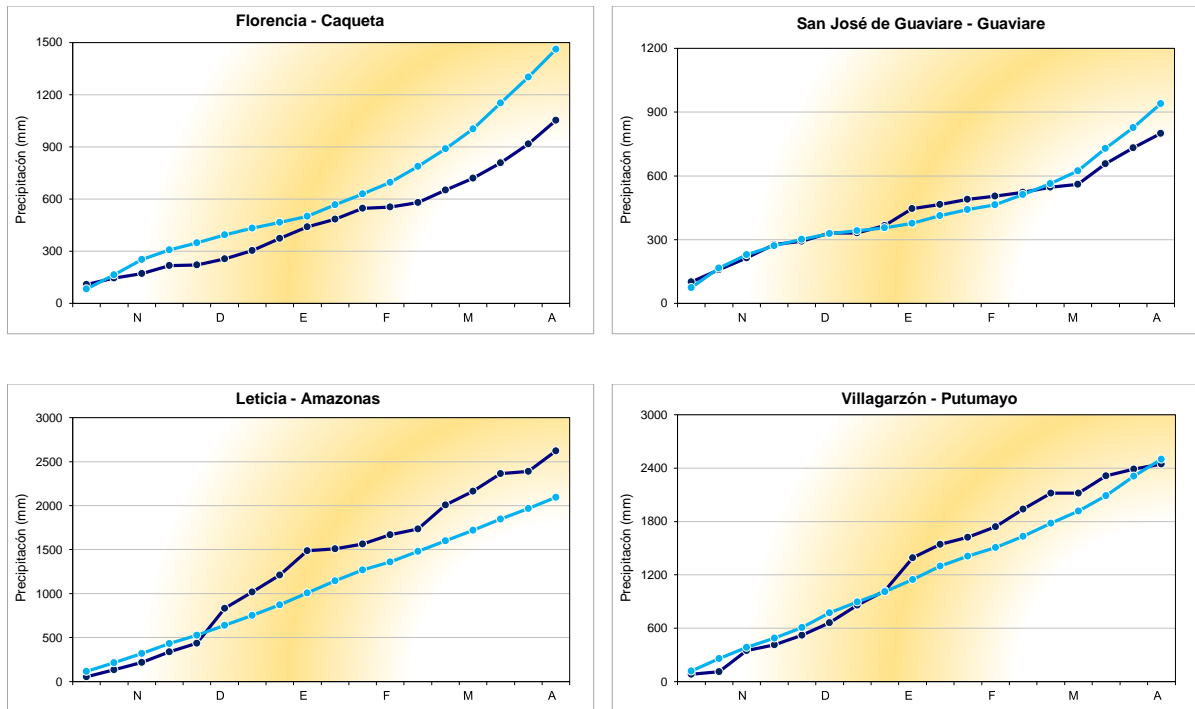 Florencia - Caqueta
Precipitacón (mm)
1500
1200
900
600
300
0
N D E F M A
San José de Guaviare - Guaviare
Precipitacón (mm)
1200
900
600
300
0
N D E F M A
Leticia - Amazonas
Precipitacón (mm)
3000
2500
2000
1500
1000
500
0
N D E F M A
Villagarzón - Putumayo
Precipitacón (mm)
3000
2400
1800
1200
600
0
N D E F M A